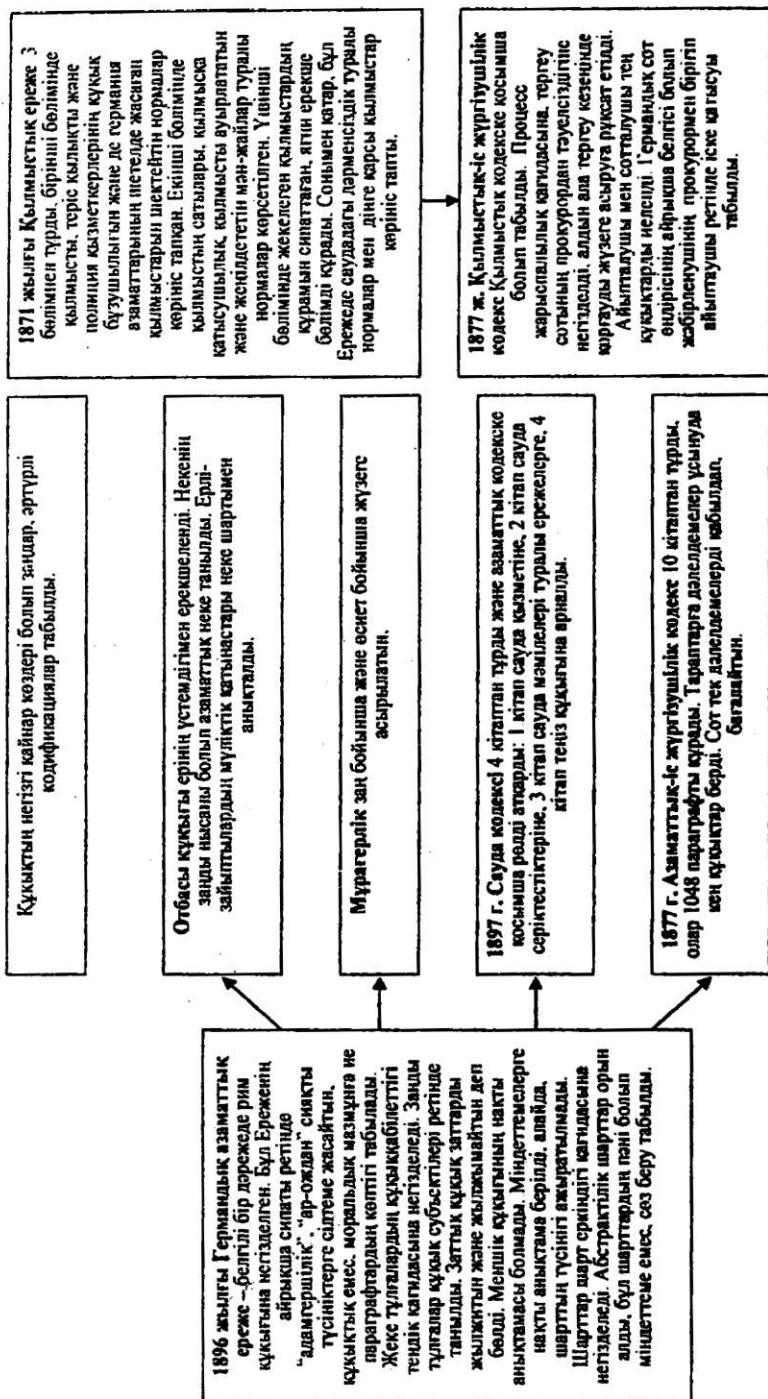 Құқықтың негізгі қайнар көздері болып заңдар, әртүрлі
кодификациялар табылды.
1896 жылғы Германдық азаматтық
ереже – белгілі бір дәрежеде рим
құқығына негізделген. Бұл Ереженің
айрықша сипаты ретінде
"адамгершілік", "ар-ождан" сияқты
түсініктерге сілтеме жасайтын,
құқықтық емес, моральдық мазмұнға ие
параграфтардың көптігі табылады.
Жеке тұлғалардың құқыққабілеттігі
теңдік қағидасына негізделеді. Заңды
тұлғалар құқық субъектілері ретінде
танылды. Заттық құқық заттарды
жылжитын және жылжымайтын деп
бөлді. Меншік құқығының нақты
анықтамасы болмады. Міндеттемелерге
нақты анықтама берілді, алайда,
шарттың түсінігі ажыратылмады.
Шарттар шарт еркіндігі қағидасына
негізделеді. Абстрактілік шарттар орын
алды, бұл шарттардың пәні болып
міндеттеме емес, сөз беру табылды.
Отбасы құқығы ерінің үстемдігімен ерекшеленді. Некенің
заңды нысаны болып азаматтық неке танылды. Ерлі-
зайыптылардың мүліктік қатынастары неке шартымен
анықталды.
Мұрагерлік заң бойынша және өсиет бойынша жүзеге
асырылатын.
1897 г. Сауда кодексі 4 кітаптан тұрды және азаматтық кодекске
қосымша рөлді атқарды: 1 кітап сауда қызметіне, 2 кітап сауда
серіктестіктеріне, 3 кітап сауда мәмілелері туралы ережелерге, 4
кітап теңіз құқығына арналды.
1877 г. Азаматтық-іс жүргізушілік кодекс 10 кітаптан тұрды,
олар 1048 параграфты құрады. Тараптарға дәлелдемелер ұсынуда
кең құқықтар берді. Сот тек дәлелдемелерді қабылдап,
бағалайтын.
1871 жылғы Қылмыстық ереже 3
бөлімнен тұрды, бірінші бөлімінде
қылмысты, теріс қылықты және
полиция қызметкерлерінің құқық
бұзушылығын және де германия
азаматтарының шетелде жасаған
қылмыстарын шектейтін нормалар
көрініс тапқан. Екінші бөлімінде
қылмыстың сатылары, қылмысқа
қатысушылық, қылмысты ауырлататын
және жеңілдететін мән-жайлар туралы
нормалар көрсетілген. Үшінші
бөлімінде жекелеген қылмыстардың
құрамын сипаттаған, яғни ерекше
бөлімді құрады. Сонымен қатар, бұл
Ережеде саудадағы дәрменсіздік туралы
нормалар мен дінге қарсы қылмыстар
көрініс тапты.
1877 ж. Қылмыстық-іс жүргізушілік
кодекс Қылмыстық кодекске қосымша
болып табылды. Процесс
жарыспалылық қағидасына, тергеу
сотының прокурордан тәуелсіздігіне
негізделді, алдын ала тергеу кезеңінде
қорғауды жүзеге асыруға рұқсат етілді.
Айыпталушы мен сотталушы тең
құқықтарды иеленді. Германдық сот
өндірісінің айрықша белгісі болып
жәбірленушінің прокурормен бірігіп
айыптаушы ретінде іске қатысуы
табылды.